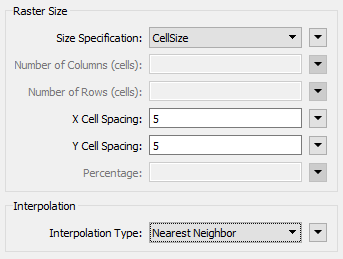 Raster Size
Size Specification: CellSize
Number of Columns (cells):
Number of Rows (cells):
X Cell Spacing: 5
Y Cell Spacing: 5
Percentage:
Interpolation
Interpolation Type: Nearest Neighbor